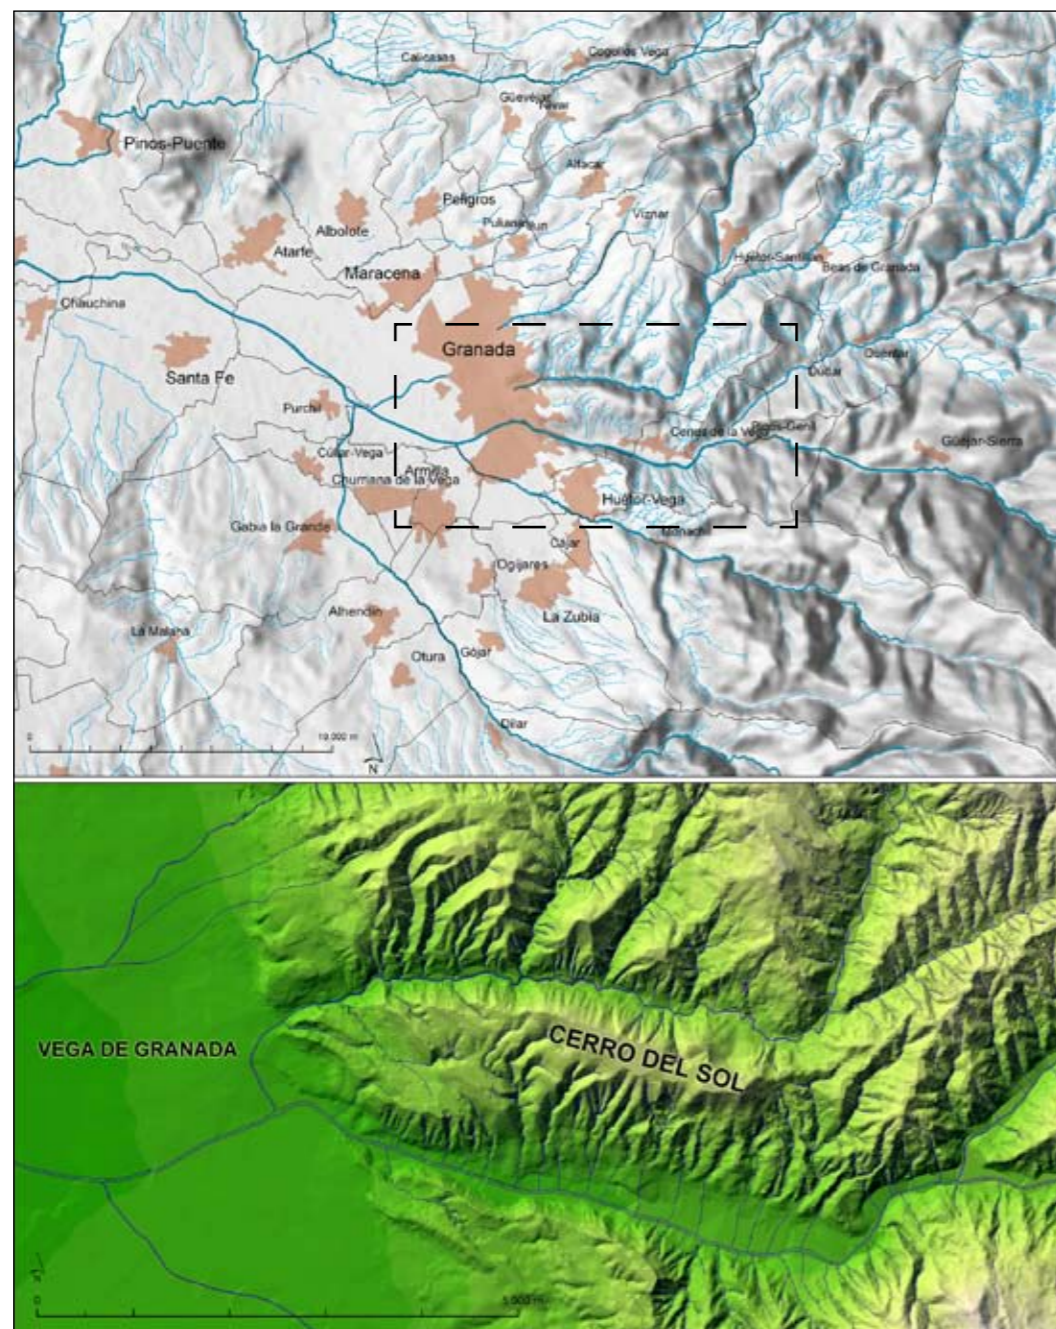 Calicasas
Cogollos Vega
Güevéjar
Nívar
Pinos-Puente
Alfacar
Peligros
Víznar
Albolote
Pulianas
Jun
Atarfe
Huétor-Santillán
Beas de Granada
Maracena
Chauchina
Granada
Quéntar
Dúdar
Santa Fe
Purchil
Cenes de la Vega
Pinos-Genil
Güéjar-Sierra
Cúllar-Vega
Armilla
Churriana de la Vega
Huétor-Vega
Gabia la Grande
Monachil
Cájar
Ogíjares
Alhendín
La Zubia
La Malahá
Otura
Gójar
Dílar
0
10.000 m
N
VEGA DE GRANADA
CERRO DEL SOL
0
5.000 m